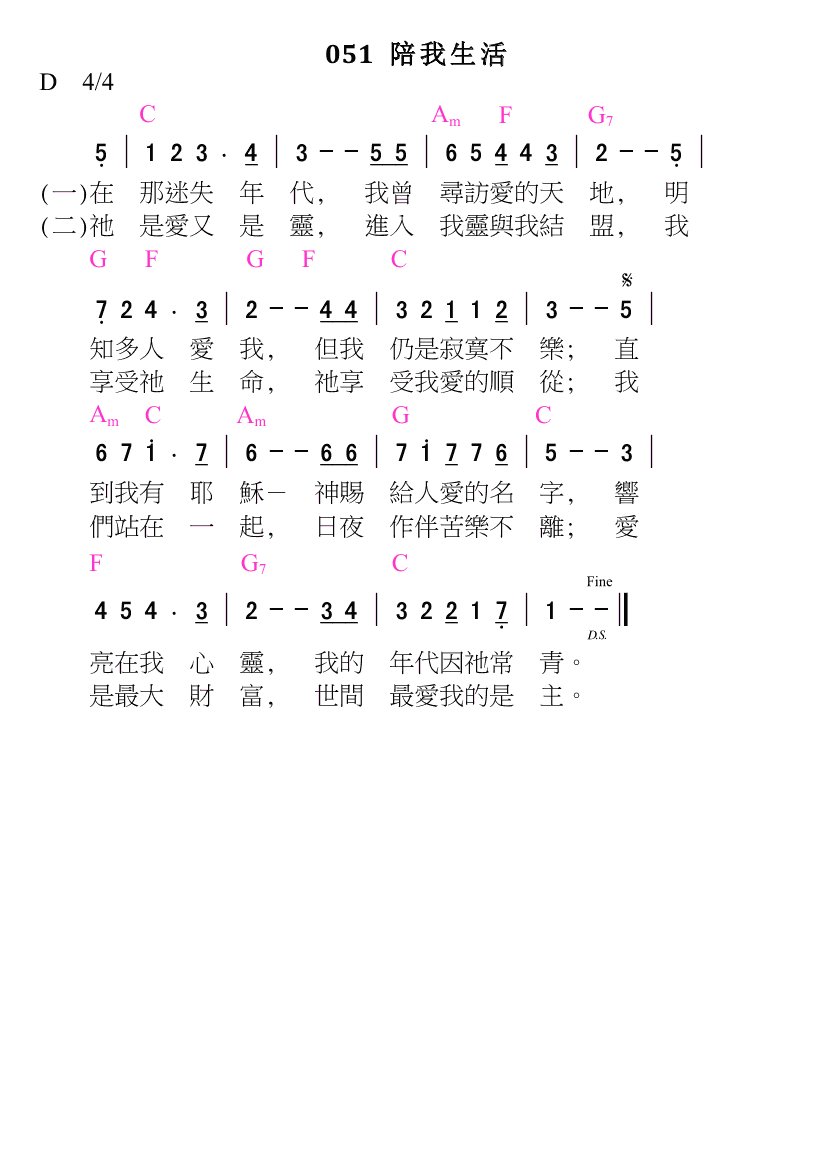 051 陪我生活
D 4/4
C Am F G7
5̣ | 1 2 3 . 4̲ | 3 - - 5̲ 5̲ | 6 5 4̲ 4 3̲ | 2 - - 5̣ |
(一)在 那迷失 年 代, 我曾 尋訪愛的天 地, 明
(二)祂 是愛又 是 靈, 進入 我靈與我結 盟, 我
G F G F C
𝄋
7̣ 2 4 . 3̲ | 2 - - 4̲ 4̲ | 3 2 1̲ 1 2̲ | 3 - - 5 |
知多人 愛 我, 但我 仍是寂寞不 樂; 直
享受祂 生 命, 祂享 受我愛的順 從; 我
Am C Am G C
6 7 1̇ . 7̲ | 6 - - 6̲ 6̲ | 7 1̇ 7̲ 7 6̲ | 5 - - 3 |
到我有 耶 穌－ 神賜 給人愛的名 字, 響
們站在 一 起, 日夜 作伴苦樂不 離; 愛
F G7 C
Fine
4 5 4 . 3̲ | 2 - - 3̲ 4̲ | 3 2 2̲ 1 7̲̣ | 1 - - ‖
D.S.
亮在我 心 靈, 我的 年代因祂常 青。
是最大 財 富, 世間 最愛我的是 主。